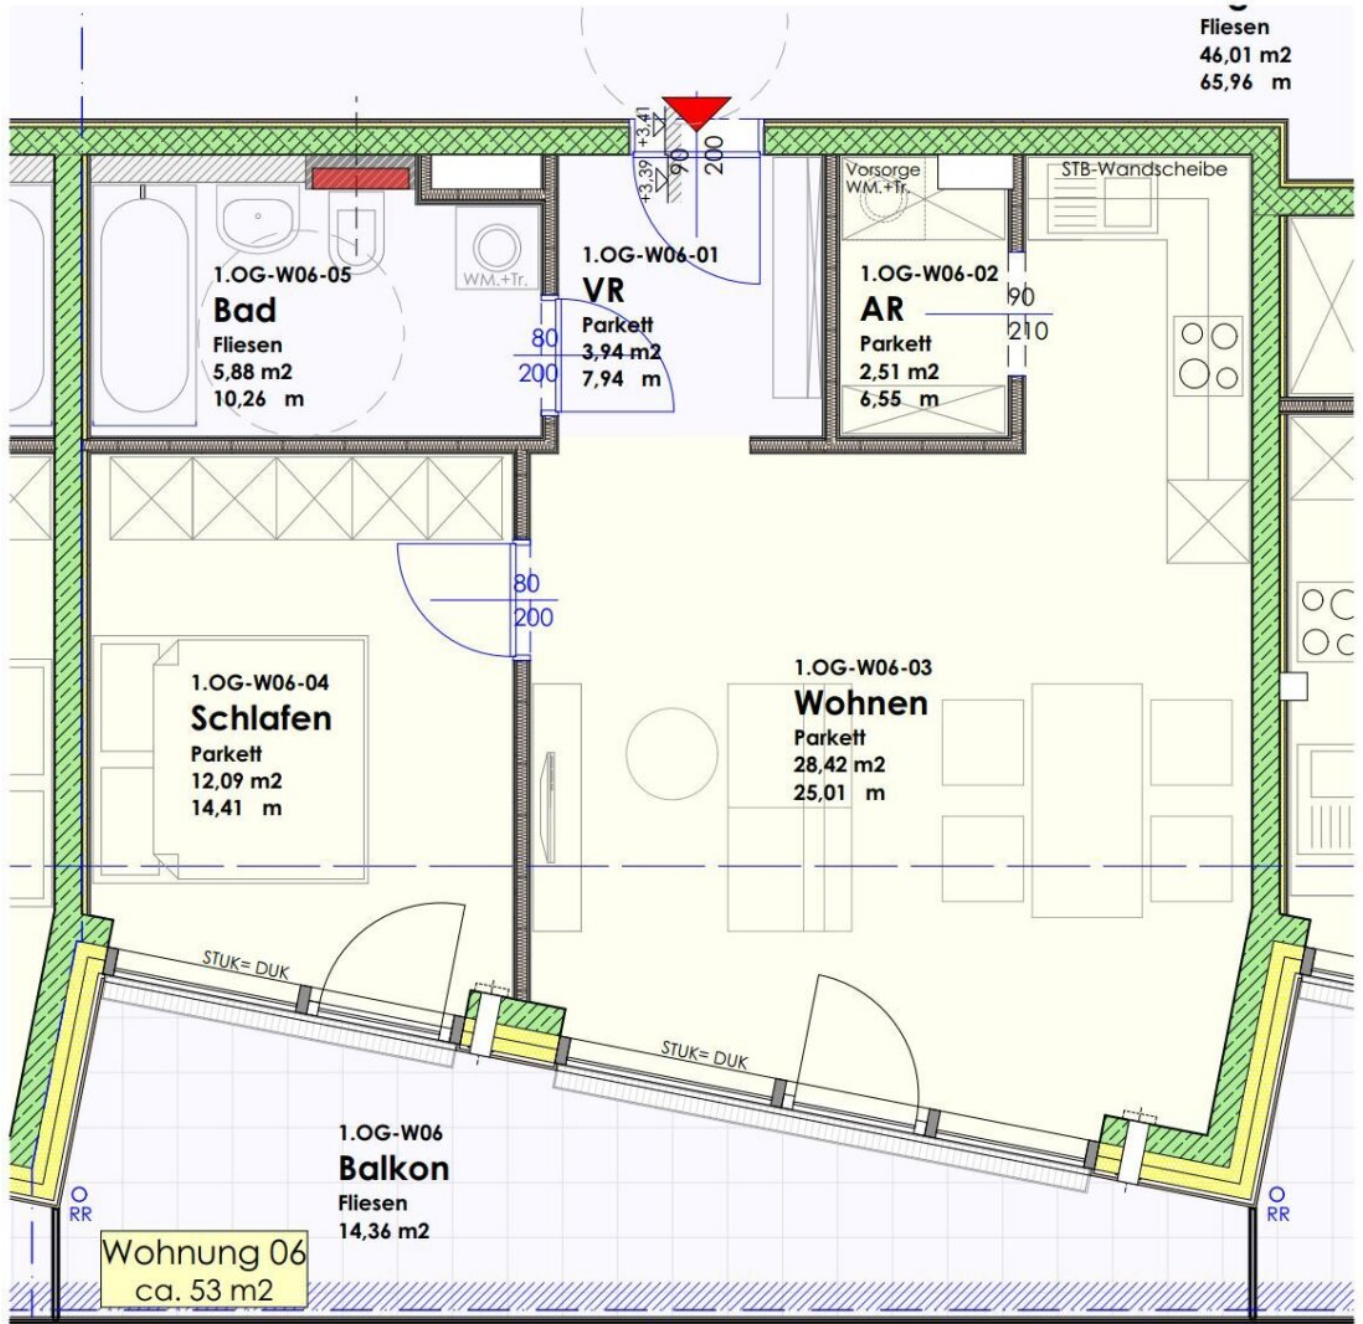 Fliesen
46,01 m2
65,96 m
+3,41
+3,39
90
200
Vorsorge
WM.+Tr.
STB-Wandscheibe
1.OG-W06-05
Bad
Fliesen
5,88 m2
10,26 m
WM.+Tr.
80
200
1.OG-W06-01
VR
Parkett
3,94 m2
7,94 m
1.OG-W06-02
AR
Parkett
2,51 m2
6,55 m
90
210
80
200
1.OG-W06-04
Schlafen
Parkett
12,09 m2
14,41 m
1.OG-W06-03
Wohnen
Parkett
28,42 m2
25,01 m
STUK= DUK
STUK= DUK
1.OG-W06
Balkon
Fliesen
14,36 m2
RR
RR
Wohnung 06
ca. 53 m2